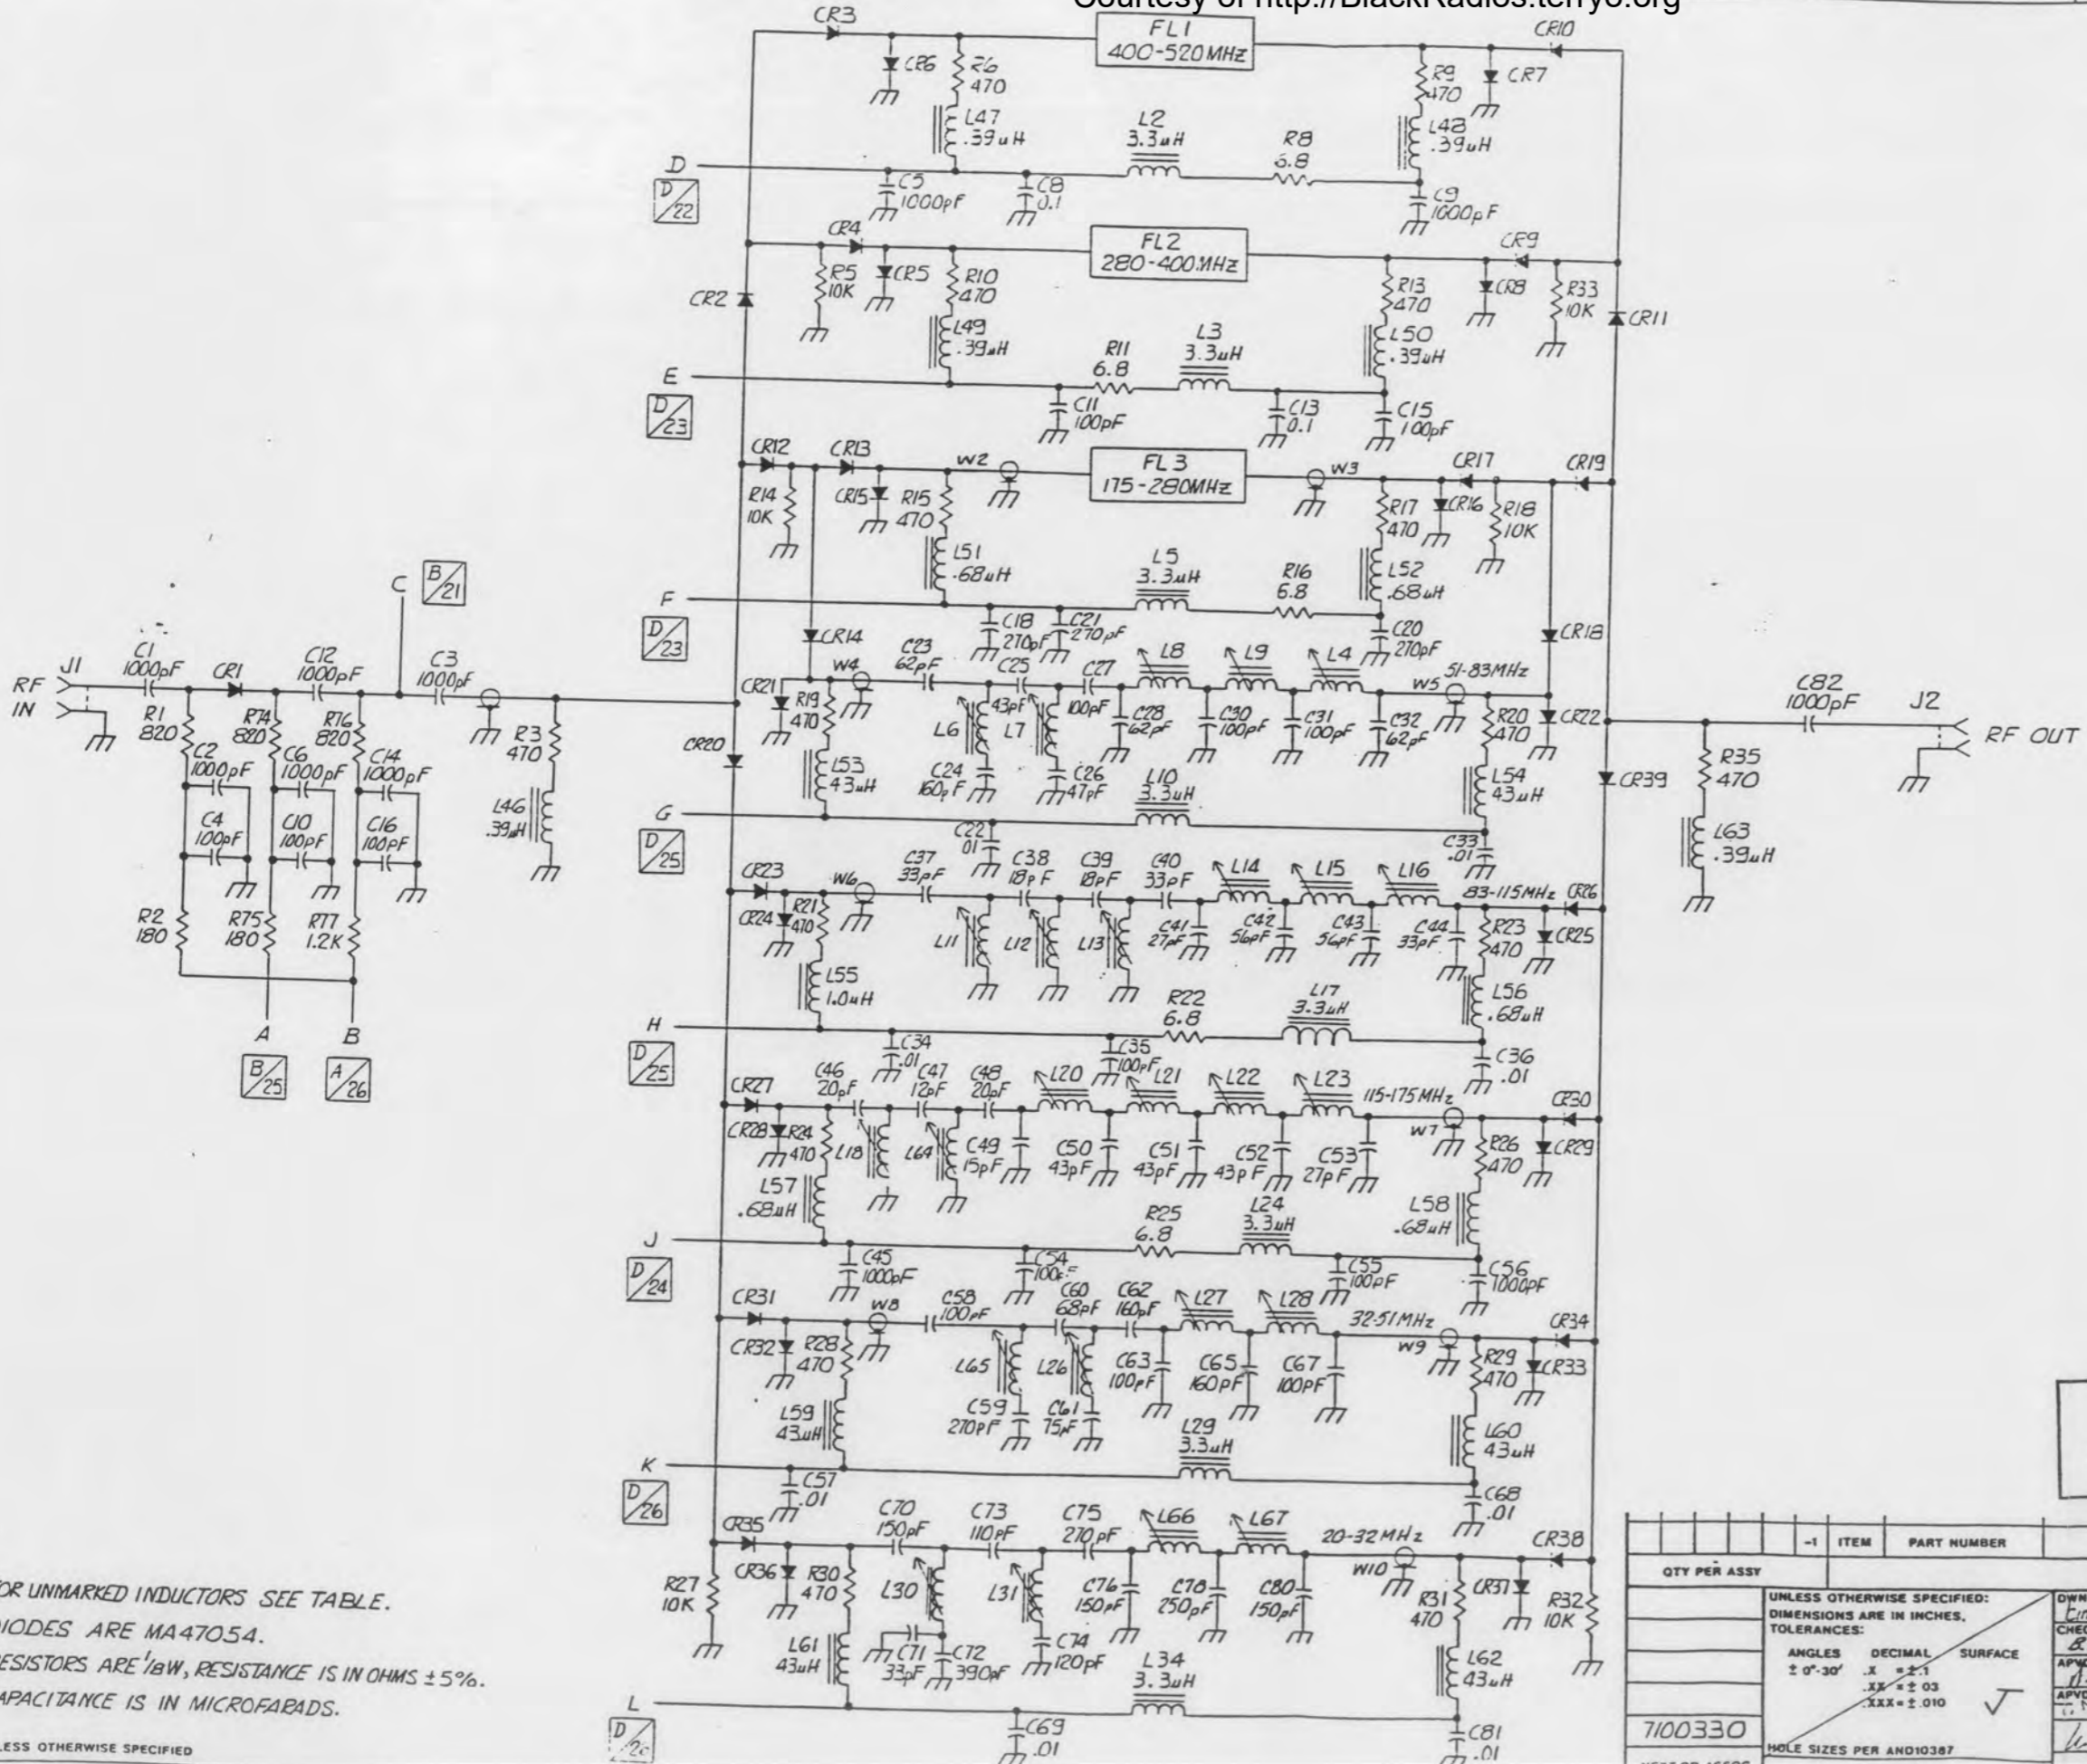 Courtesy of http://BlackRadios.terryo.org
CR3
FL1
400-520MHZ
CR10
CR6
R6
470
R9
470
CR7
L47
.39uH
L2
3.3uH
R8
6.8
L48
.39uH
D
D/22
C5
1000pF
C8
0.1
C9
1000pF
CR4
FL2
280-400MHZ
CR9
R5
10K
CR5
R10
470
R13
470
CR8
R33
10K
CR2
CR11
L49
.39uH
R11
6.8
L3
3.3uH
L50
.39uH
E
D/23
C11
100pF
C13
0.1
C15
100pF
CR12
CR13
W2
FL3
175-280MHZ
W3
CR17
CR19
R14
10K
CR15
R15
470
R17
470
CR16
R18
10K
L51
.68uH
L5
3.3uH
R16
6.8
L52
.68uH
F
D/23
C18
270pF
C21
270pF
C20
270pF
C
B/21
CR14
CR18
RF
IN
J1
C1
1000pF
CR1
C12
1000pF
C3
1000pF
R1
820
R74
820
R76
820
C2
1000pF
C6
1000pF
C14
1000pF
C4
100pF
C10
100pF
C16
100pF
R3
470
L46
.39uH
R2
180
R75
180
R77
1.2K
A
B/25
B
A/26
CR20
CR21
W4
C23
62pF
C25
43pF
C27
100pF
L8
L9
L4
W5
51-83MHZ
R19
470
L6
L7
C28
62pF
C30
100pF
C31
100pF
C32
62pF
R20
470
CR22
L53
43uH
C24
160pF
C26
47pF
L10
3.3uH
L54
43uH
CR39
R35
470
L63
.39uH
C82
1000pF
J2
RF OUT
G
D/25
C22
.01
C33
.01
CR23
W6
C37
33pF
C38
18pF
C39
18pF
C40
33pF
L14
L15
L16
83-115MHZ
CR26
CR24
R21
470
L11
L12
L13
C41
27pF
C42
56pF
C43
56pF
C44
33pF
R23
470
CR25
L55
1.0uH
R22
6.8
L17
3.3uH
L56
.68uH
H
D/25
C34
.01
C35
100pF
C36
.01
CR27
C46
20pF
C47
12pF
C48
20pF
L20
L21
L22
L23
115-175MHZ
W7
CR30
CR28
R24
470
L18
L64
C49
15pF
C50
43pF
C51
43pF
C52
43pF
C53
27pF
R26
470
CR29
L57
.68uH
R25
6.8
L24
3.3uH
L58
.68uH
J
D/24
C45
1000pF
C54
100pF
C55
100pF
C56
1000pF
CR31
W8
C58
100pF
C60
68pF
C62
160pF
L27
L28
32-51MHZ
W9
CR34
CR32
R28
470
L65
L26
C63
100pF
C65
160pF
C67
100pF
R29
470
CR33
L59
43uH
C59
270pF
C61
75pF
L29
3.3uH
L60
43uH
K
D/26
C57
.01
C68
.01
CR35
C70
150pF
C73
110pF
C75
270pF
L66
L67
20-32MHZ
W10
CR38
R27
10K
CR36
R30
470
L30
L31
C76
150pF
C78
250pF
C80
150pF
R31
470
CR37
R32
10K
L61
43uH
C71
33pF
C72
390pF
C74
120pF
L34
3.3uH
L62
43uH
L
C69
.01
C81
.01
OR UNMARKED INDUCTORS SEE TABLE.
IODES ARE MA47054.
ESISTORS ARE 1/8W, RESISTANCE IS IN OHMS ±5%.
APACITANCE IS IN MICROFARADS.
LESS OTHERWISE SPECIFIED
-1 ITEM PART NUMBER
QTY PER ASSY
UNLESS OTHERWISE SPECIFIED:
DIMENSIONS ARE IN INCHES.
TOLERANCES:
ANGLES DECIMAL SURFACE
± 0°-30' .X = ±.1
.XX = ± 03
.XXX = ± .010
7100330
HOLE SIZES PER AND10387
DWN